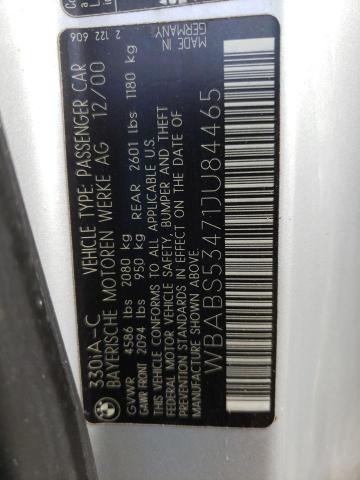 330iA-C
VEHICLE TYPE: PASSENGER CAR
BAYERISCHE MOTOREN WERKE AG 12/00
GVWR 4586 lbs 2080 kg
GAWR FRONT 2094 lbs 950 kg REAR 2601 lbs 1180 kg
THIS VEHICLE CONFORMS TO ALL APPLICABLE U.S.
FEDERAL MOTOR VEHICLE SAFETY, BUMPER AND THEFT
PREVENTION STANDARDS IN EFFECT ON THE DATE OF
MANUFACTURE SHOWN ABOVE.
WBABS53471JU84465
2 122 606
MADE IN
GERMANY